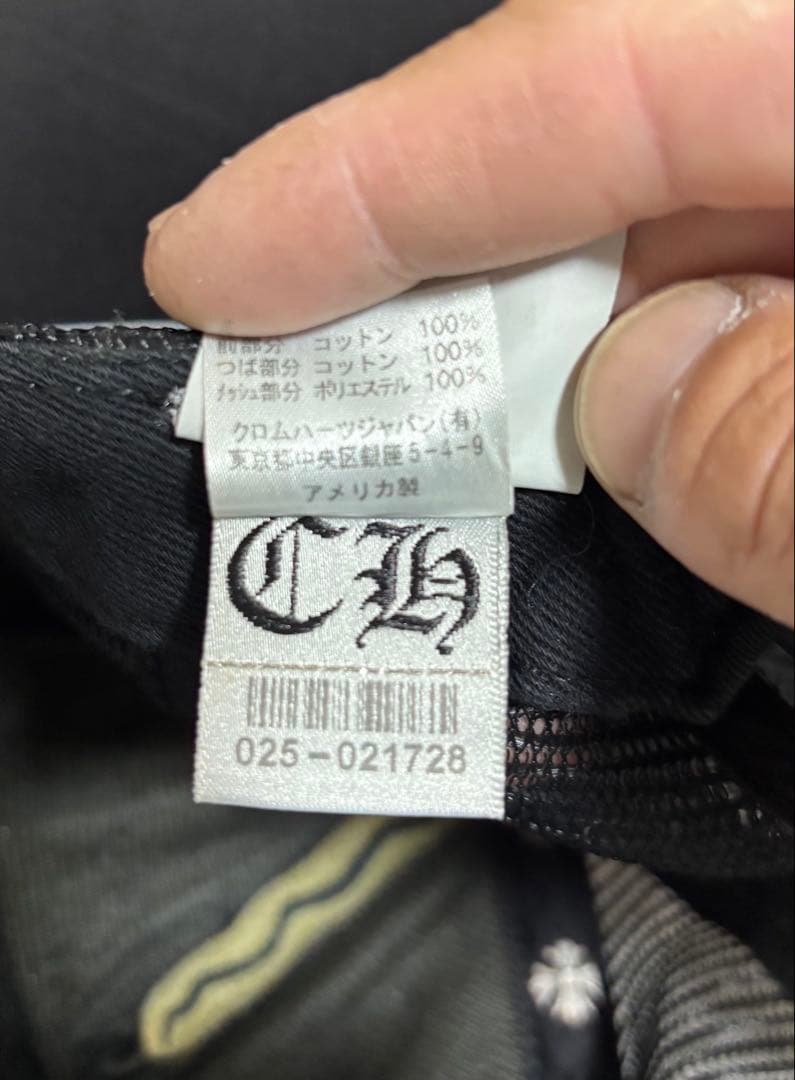 前部分 コットン 100%
つば部分 コットン 100%
メッシュ部分 ポリエステル 100%
クロムハーツジャパン(有)
東京都中央区銀座5-4-9
アメリカ製
CH
025-021728